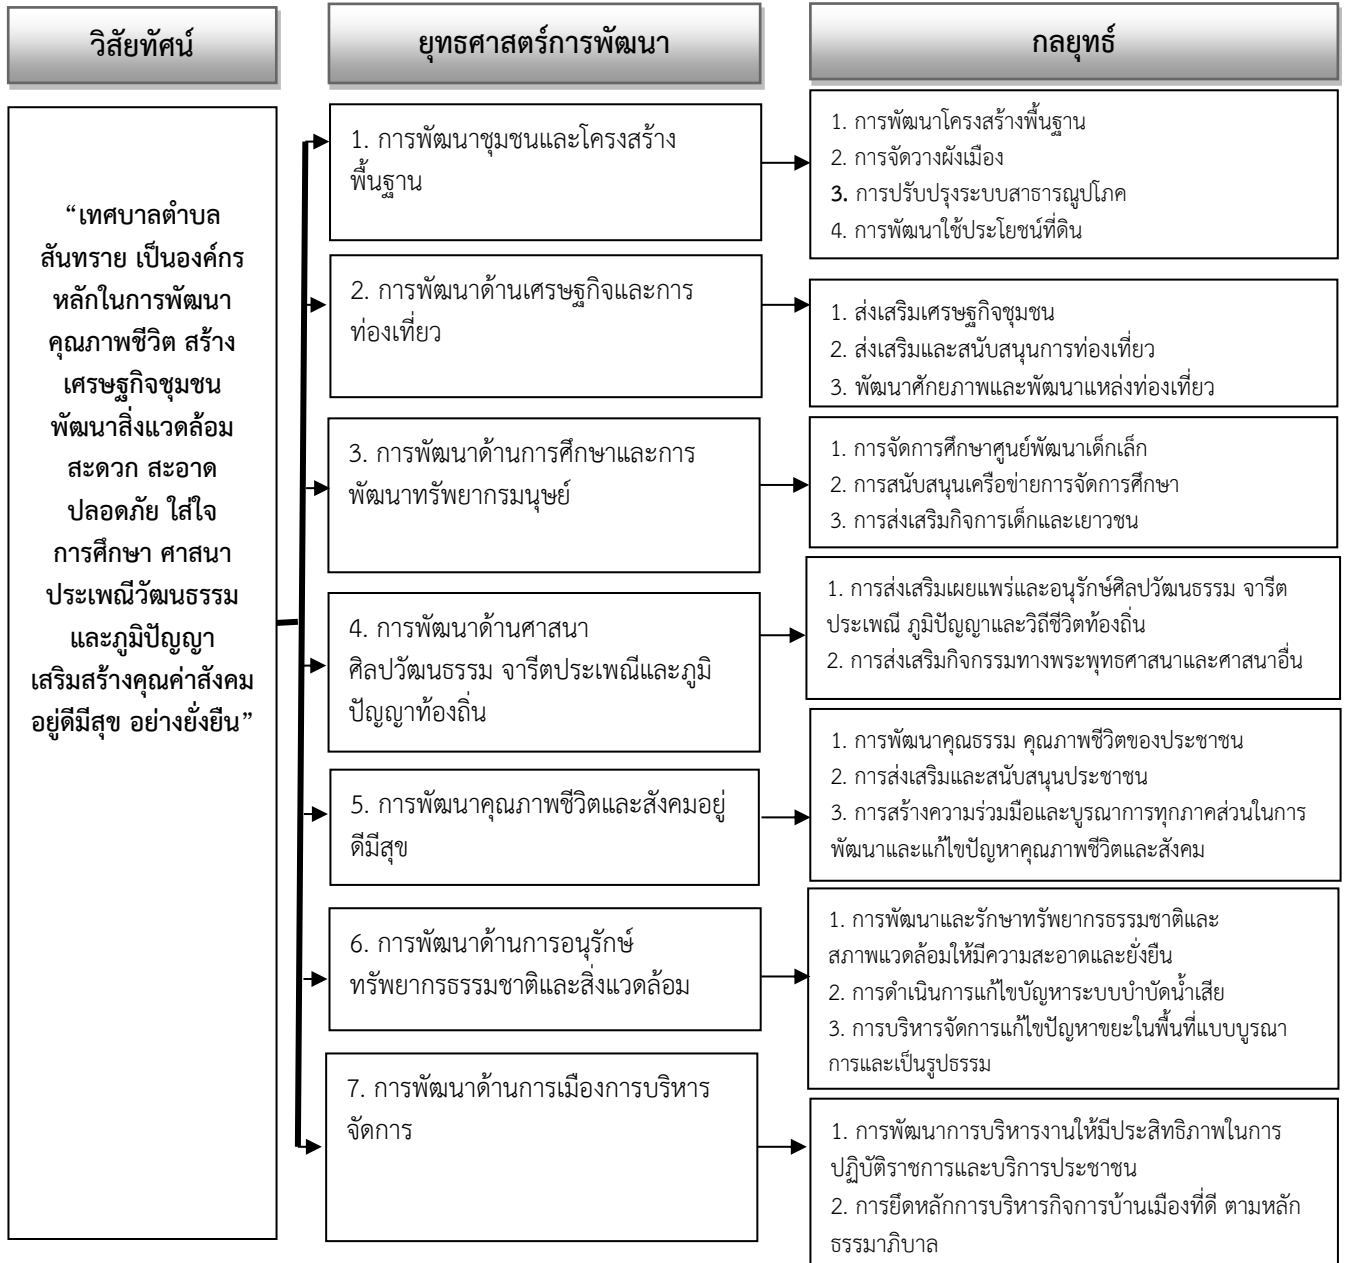 วิสัยทัศน์
ยุทธศาสตร์การพัฒนา
กลยุทธ์
“เทศบาลตำบล
สันทราย เป็นองค์กร
หลักในการพัฒนา
คุณภาพชีวิต สร้าง
เศรษฐกิจชุมชน
พัฒนาสิ่งแวดล้อม
สะดวก สะอาด
ปลอดภัย ใส่ใจ
การศึกษา ศาสนา
ประเพณีวัฒนธรรม
และภูมิปัญญา
เสริมสร้างคุณค่าสังคม
อยู่ดีมีสุข อย่างยั่งยืน”
1. การพัฒนาชุมชนและโครงสร้าง
พื้นฐาน
1. การพัฒนาโครงสร้างพื้นฐาน
2. การจัดวางผังเมือง
3. การปรับปรุงระบบสาธารณูปโภค
4. การพัฒนาใช้ประโยชน์ที่ดิน
2. การพัฒนาด้านเศรษฐกิจและการ
ท่องเที่ยว
1. ส่งเสริมเศรษฐกิจชุมชน
2. ส่งเสริมและสนับสนุนการท่องเที่ยว
3. พัฒนาศักยภาพและพัฒนาแหล่งท่องเที่ยว
3. การพัฒนาด้านการศึกษาและการ
พัฒนาทรัพยากรมนุษย์
1. การจัดการศึกษาศูนย์พัฒนาเด็กเล็ก
2. การสนับสนุนเครือข่ายการจัดการศึกษา
3. การส่งเสริมกิจการเด็กและเยาวชน
4. การพัฒนาด้านศาสนา
ศิลปวัฒนธรรม จารีตประเพณีและภูมิ
ปัญญาท้องถิ่น
1. การส่งเสริมเผยแพร่และอนุรักษ์ศิลปวัฒนธรรม จารีต
ประเพณี ภูมิปัญญาและวิถีชีวิตท้องถิ่น
2. การส่งเสริมกิจกรรมทางพระพุทธศาสนาและศาสนาอื่น
5. การพัฒนาคุณภาพชีวิตและสังคมอยู่
ดีมีสุข
1. การพัฒนาคุณธรรม คุณภาพชีวิตของประชาชน
2. การส่งเสริมและสนับสนุนประชาชน
3. การสร้างความร่วมมือและบูรณาการทุกภาคส่วนในการ
พัฒนาและแก้ไขปัญหาคุณภาพชีวิตและสังคม
6. การพัฒนาด้านการอนุรักษ์
ทรัพยากรธรรมชาติและสิ่งแวดล้อม
1. การพัฒนาและรักษาทรัพยากรธรรมชาติและ
สภาพแวดล้อมให้มีความสะอาดและยั่งยืน
2. การดำเนินการแก้ไขบัญหาระบบบำบัดน้ำเสีย
3. การบริหารจัดการแก้ไขปัญหาขยะในพื้นที่แบบบูรณา
การและเป็นรูปธรรม
7. การพัฒนาด้านการเมืองการบริหาร
จัดการ
1. การพัฒนาการบริหารงานให้มีประสิทธิภาพในการ
ปฏิบัติราชการและบริการประชาชน
2. การยึดหลักการบริหารกิจการบ้านเมืองที่ดี ตามหลัก
ธรรมาภิบาล